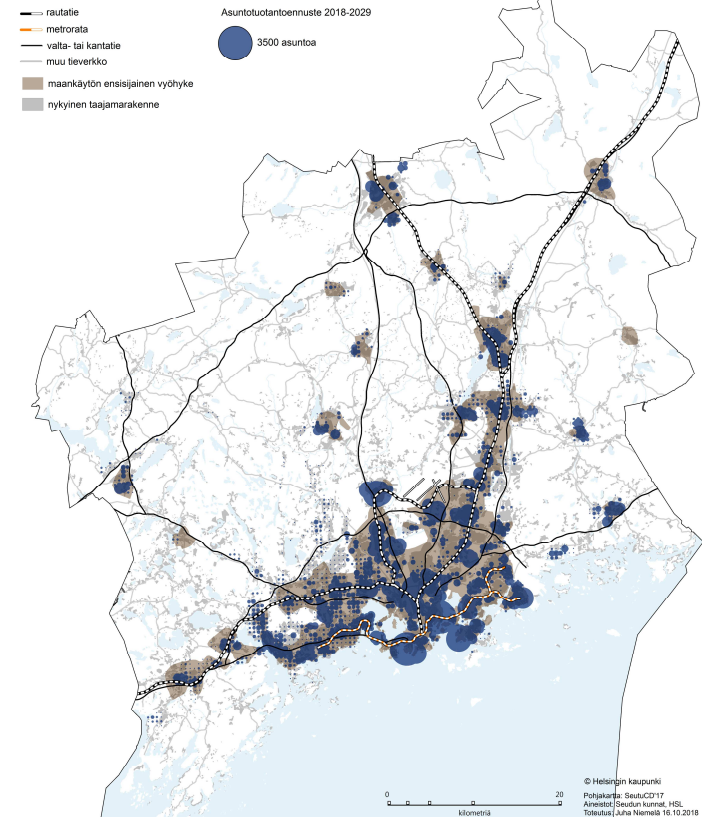 rautatie
metrorata
valta- tai kantatie
muu tieverkko
maankäytön ensisijainen vyöhyke
nykyinen taajamarakenne
Asuntotuotantoennuste 2018-2029
3500 asuntoa
0 20
kilometriä
© Helsingin kaupunki
Pohjakartta: SeutuCD'17
Aineistot: Seudun kunnat, HSL
Toteutus: Juha Niemelä 16.10.2018